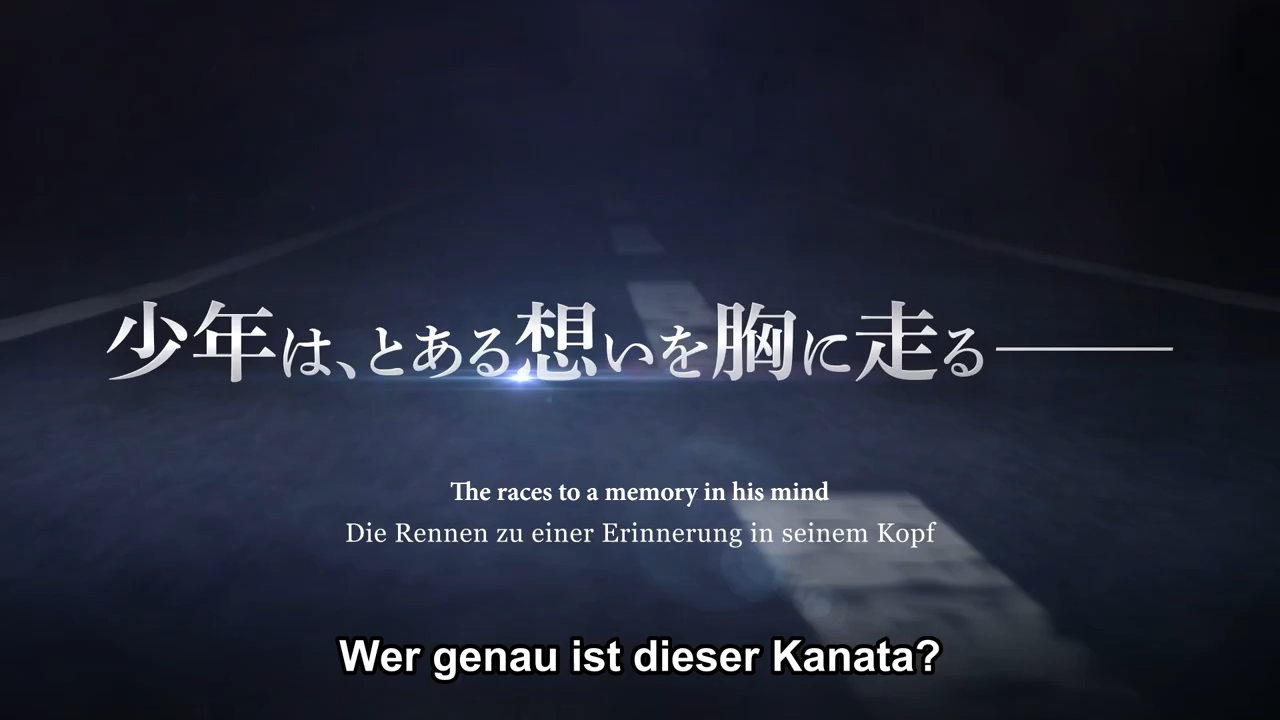 少年は、とある想いを胸に走る———
The races to a memory in his mind
Die Rennen zu einer Erinnerung in seinem Kopf
Wer genau ist dieser Kanata?